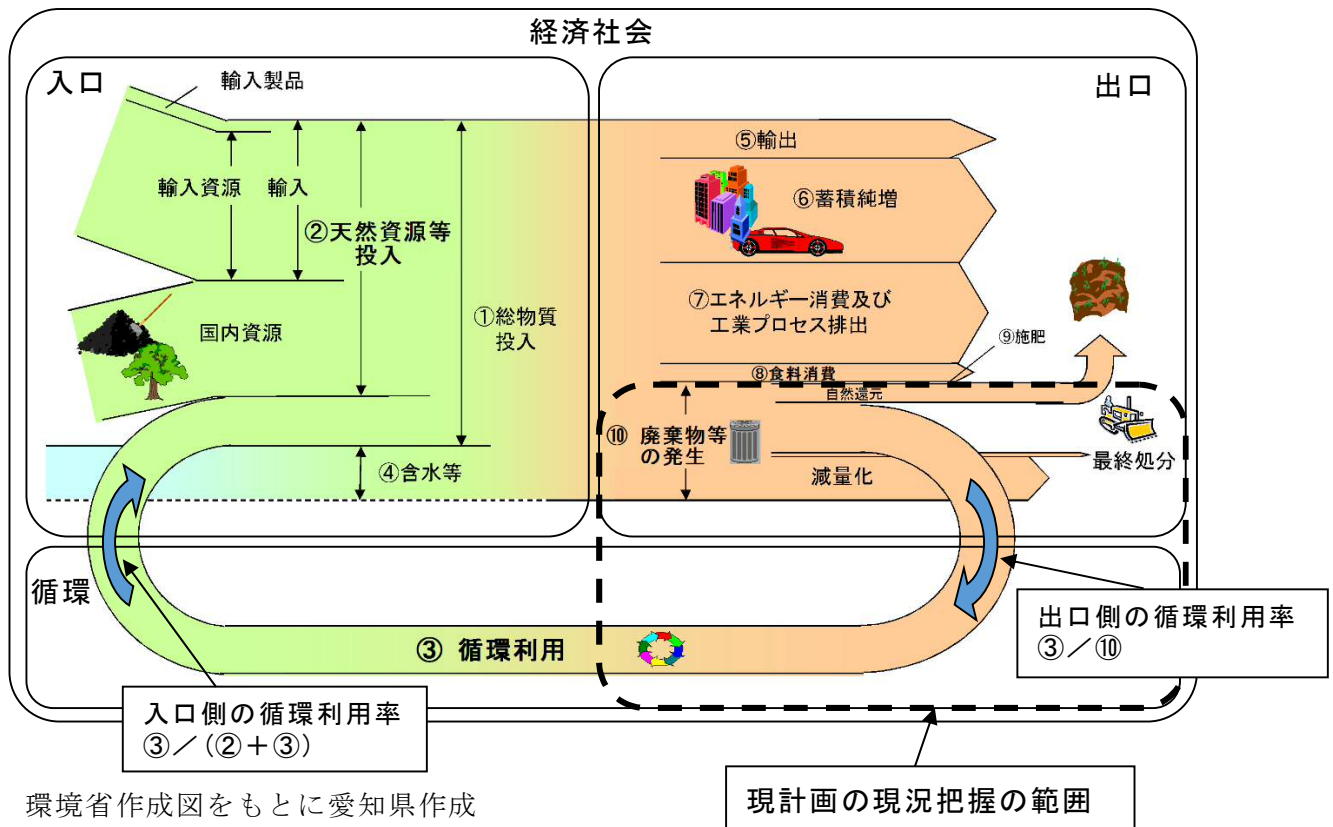 経済社会
入口
輸入製品
輸入資源
輸入
②天然資源等
投入
①総物質
投入
国内資源
④含水等
出口
⑤輸出
⑥蓄積純増
⑦エネルギー消費及び
工業プロセス排出
⑨施肥
⑧食料消費
自然還元
⑩ 廃棄物等
の発生
減量化
最終処分
循環
③ 循環利用
出口側の循環利用率
③／⑩
入口側の循環利用率
③／(②＋③)
現計画の現況把握の範囲
環境省作成図をもとに愛知県作成